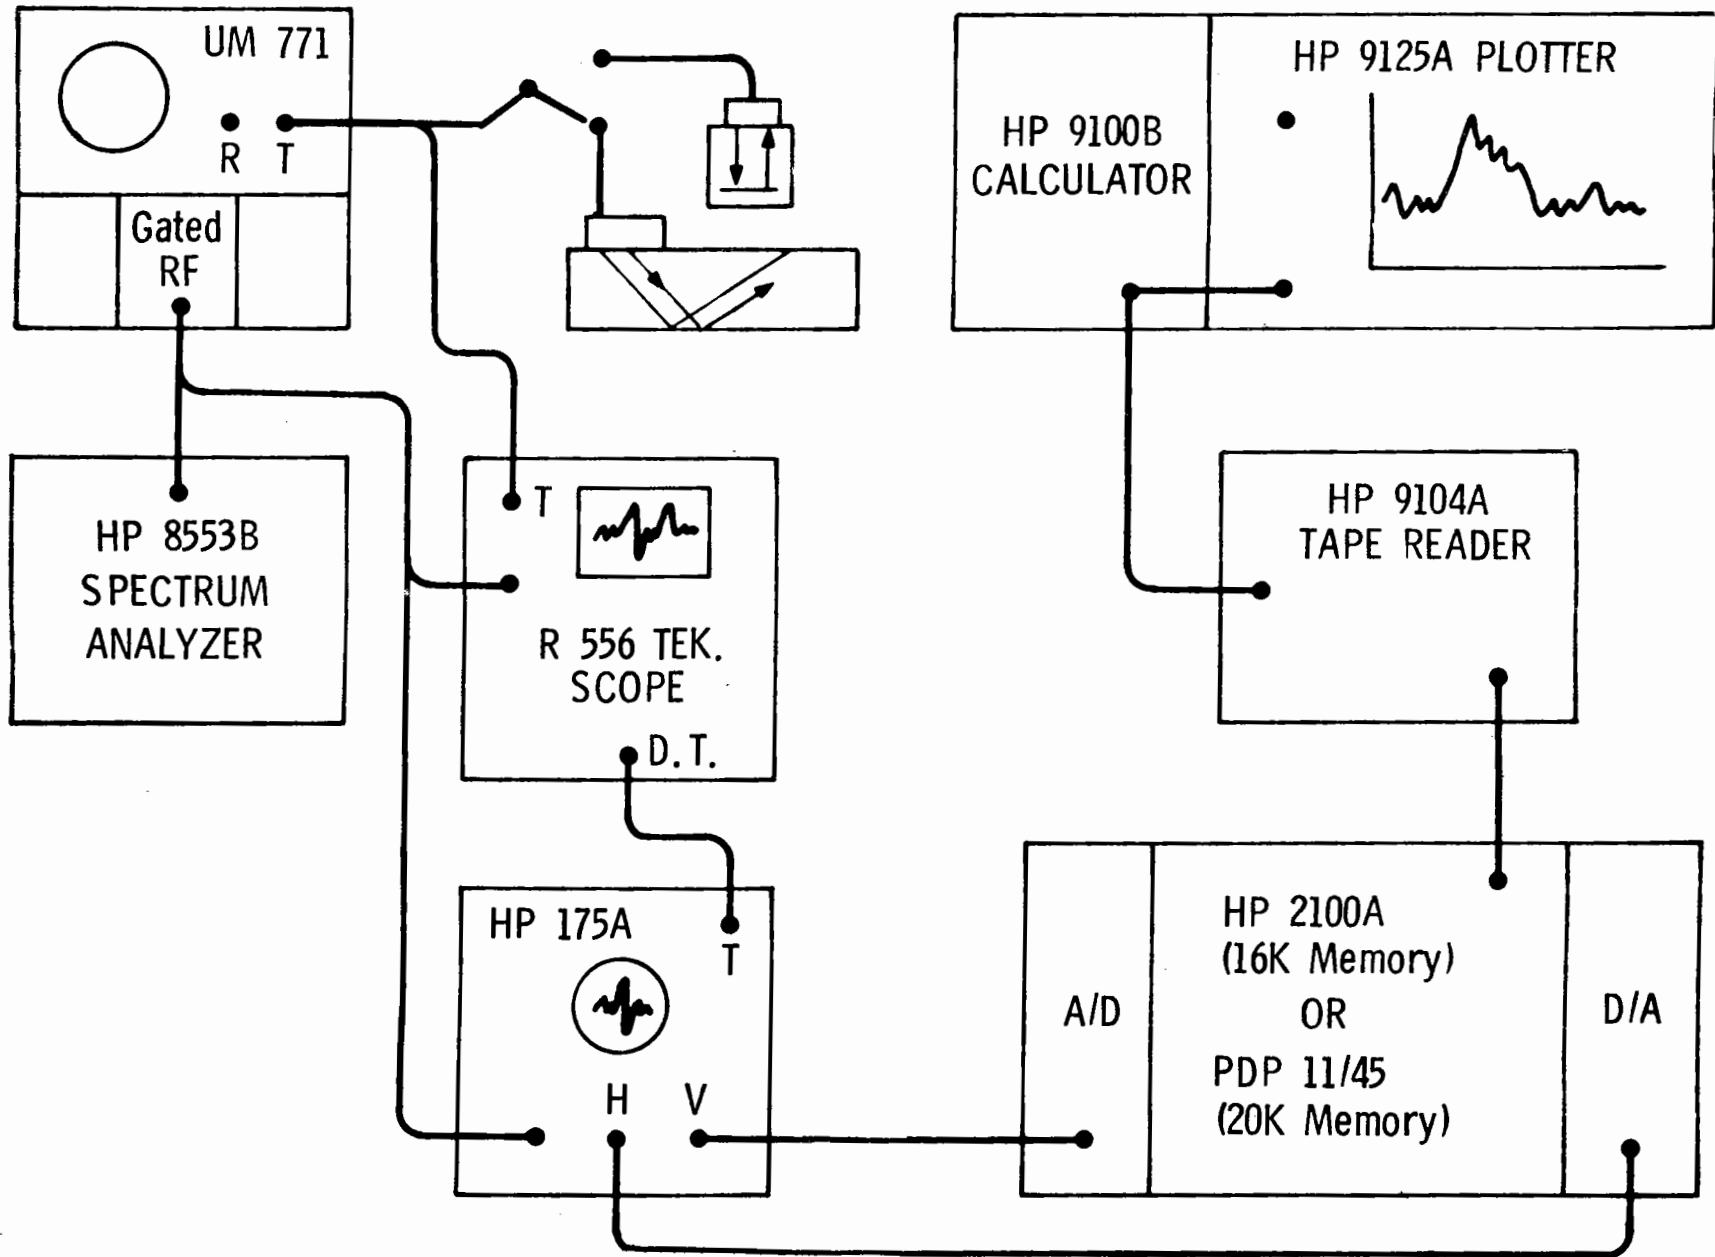 UM 771
R T
Gated
RF
HP 9100B
CALCULATOR
HP 9125A PLOTTER
HP 8553B
SPECTRUM
ANALYZER
T
R 556 TEK.
SCOPE
D.T.
HP 9104A
TAPE READER
HP 175A
T
H V
A/D
HP 2100A
(16K Memory)
OR
PDP 11/45
(20K Memory)
D/A